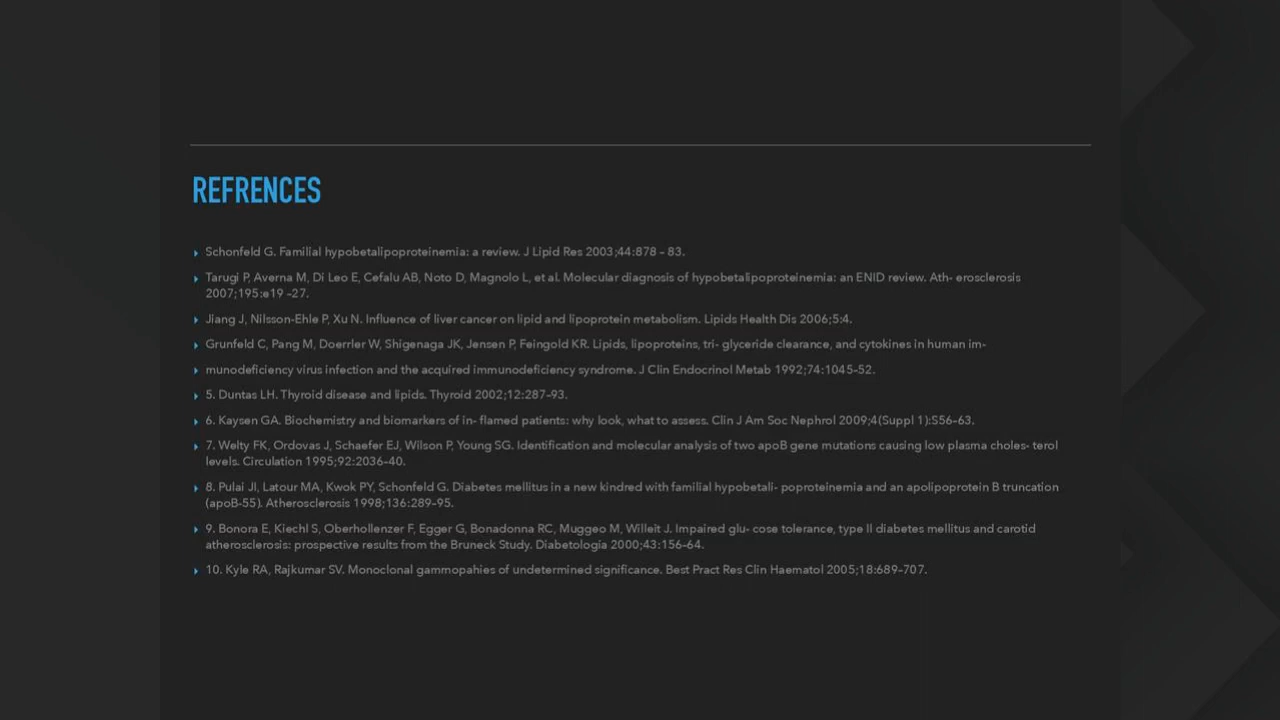 REFRENCES
Schonfeld G. Familial hypobetalipoproteinemia: a review. J Lipid Res 2003;44:878 – 83.
Tarugi P, Averna M, Di Leo E, Cefalu AB, Noto D, Magnolo L, et al. Molecular diagnosis of hypobetalipoproteinemia: an ENID review. Ath- erosclerosis
2007;195:e19 –27.
Jiang J, Nilsson-Ehle P, Xu N. Influence of liver cancer on lipid and lipoprotein metabolism. Lipids Health Dis 2006;5:4.
Grunfeld C, Pang M, Doerrler W, Shigenaga JK, Jensen P, Feingold KR. Lipids, lipoproteins, tri- glyceride clearance, and cytokines in human im-
munodeficiency virus infection and the acquired immunodeficiency syndrome. J Clin Endocrinol Metab 1992;74:1045–52.
5. Duntas LH. Thyroid disease and lipids. Thyroid 2002;12:287–93.
6. Kaysen GA. Biochemistry and biomarkers of in- flamed patients: why look, what to assess. Clin J Am Soc Nephrol 2009;4(Suppl 1):S56–63.
7. Welty FK, Ordovas J, Schaefer EJ, Wilson P, Young SG. Identification and molecular analysis of two apoB gene mutations causing low plasma choles- terol
levels. Circulation 1995;92:2036–40.
8. Pulai JI, Latour MA, Kwok PY, Schonfeld G. Diabetes mellitus in a new kindred with familial hypobetali- poproteinemia and an apolipoprotein B truncation
(apoB-55). Atherosclerosis 1998;136:289–95.
9. Bonora E, Kiechl S, Oberhollenzer F, Egger G, Bonadonna RC, Muggeo M, Willeit J. Impaired glu- cose tolerance, type II diabetes mellitus and carotid
atherosclerosis: prospective results from the Bruneck Study. Diabetologia 2000;43:156–64.
10. Kyle RA, Rajkumar SV. Monoclonal gammopahies of undetermined significance. Best Pract Res Clin Haematol 2005;18:689–707.